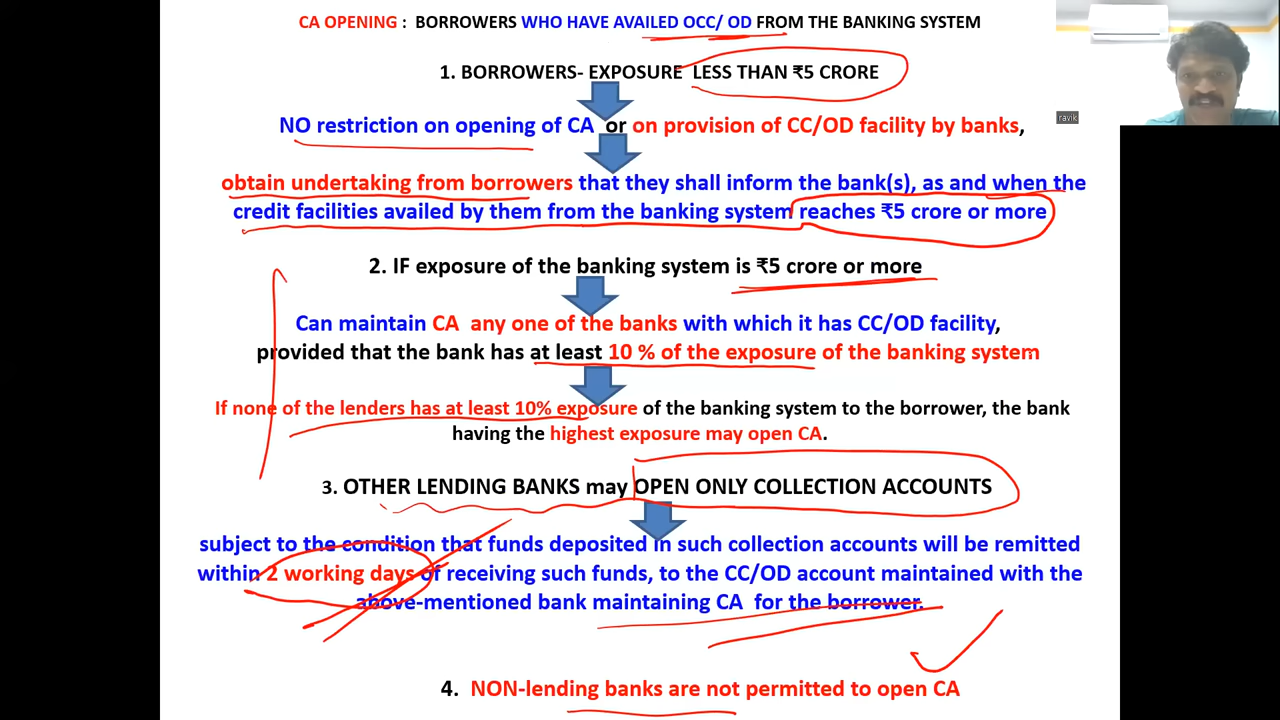 CA OPENING : BORROWERS WHO HAVE AVAILED OCC/ OD FROM THE BANKING SYSTEM
1. BORROWERS- EXPOSURE LESS THAN ₹5 CRORE
NO restriction on opening of CA or on provision of CC/OD facility by banks,
ravik
obtain undertaking from borrowers that they shall inform the bank(s), as and when the
credit facilities availed by them from the banking system reaches ₹5 crore or more
2. IF exposure of the banking system is ₹5 crore or more
Can maintain CA any one of the banks with which it has CC/OD facility,
provided that the bank has at least 10 % of the exposure of the banking system
If none of the lenders has at least 10% exposure of the banking system to the borrower, the bank
having the highest exposure may open CA.
3. OTHER LENDING BANKS may OPEN ONLY COLLECTION ACCOUNTS
subject to the condition that funds deposited in such collection accounts will be remitted
within 2 working days of receiving such funds, to the CC/OD account maintained with the
above-mentioned bank maintaining CA for the borrower.
4. NON-lending banks are not permitted to open CA